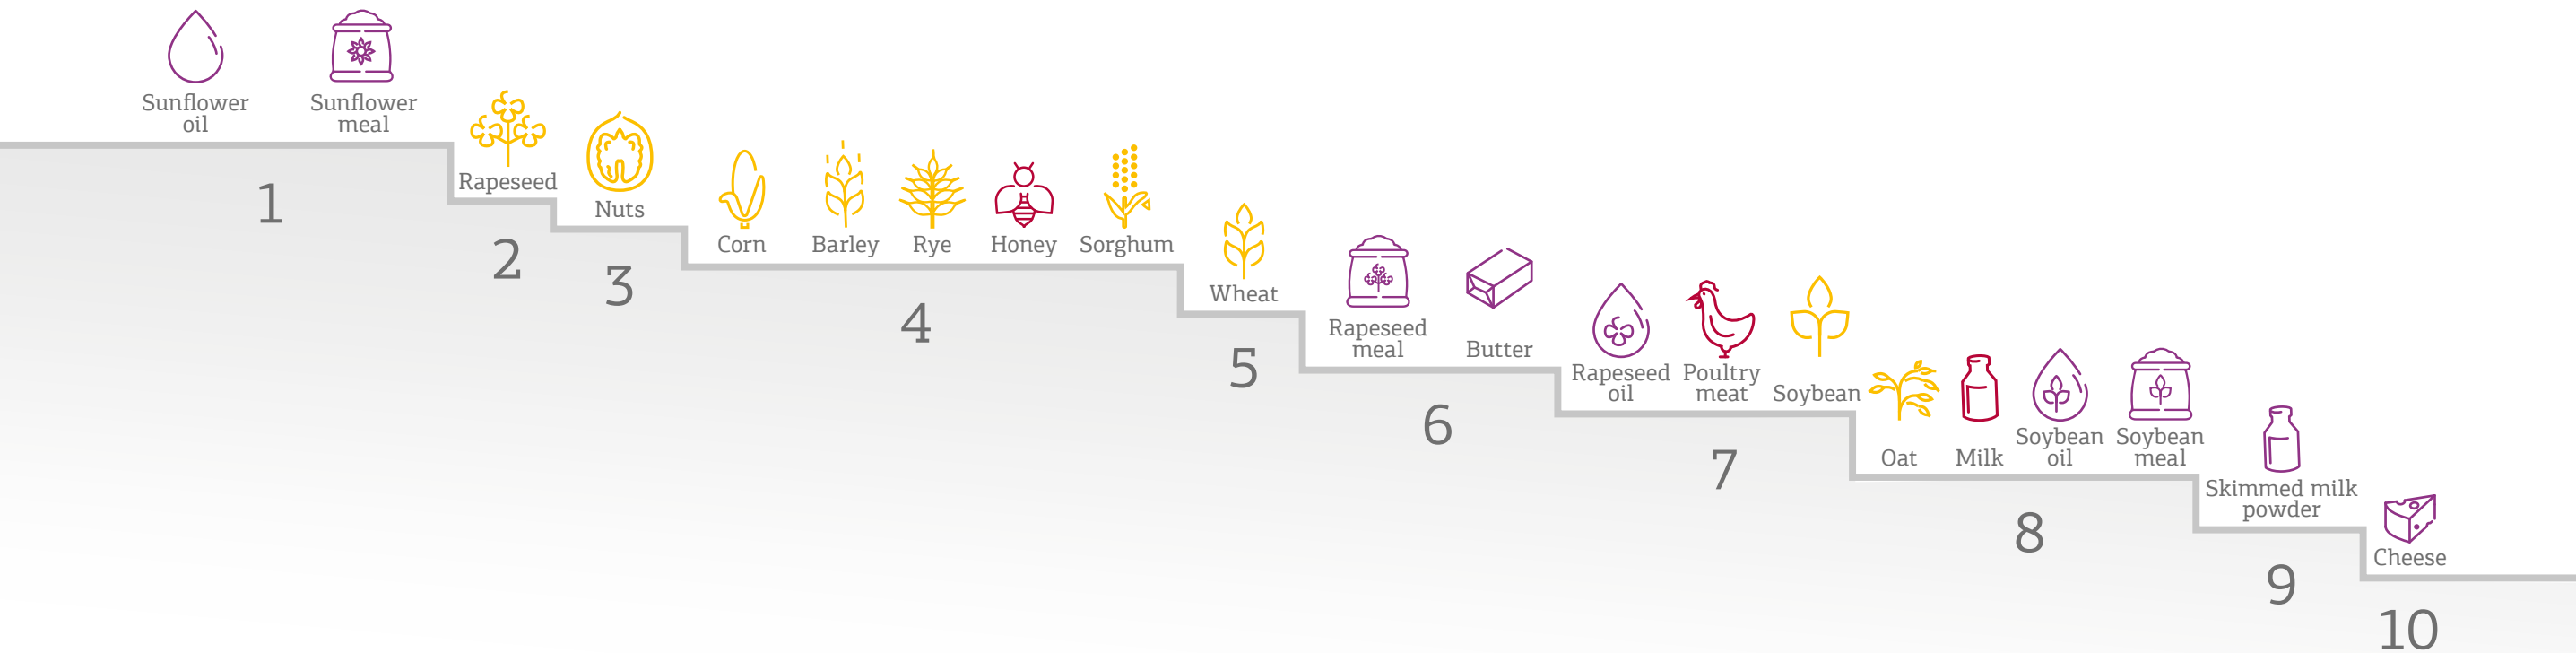 Sunflower
oil
Sunflower
meal
1
Rapeseed
2
Nuts
3
Corn
Barley
Rye
Honey
Sorghum
4
Wheat
5
Rapeseed
meal
Butter
6
Rapeseed
oil
Poultry
meat
Soybean
7
Oat
Milk
Soybean
oil
Soybean
meal
8
Skimmed milk
powder
9
Cheese
10